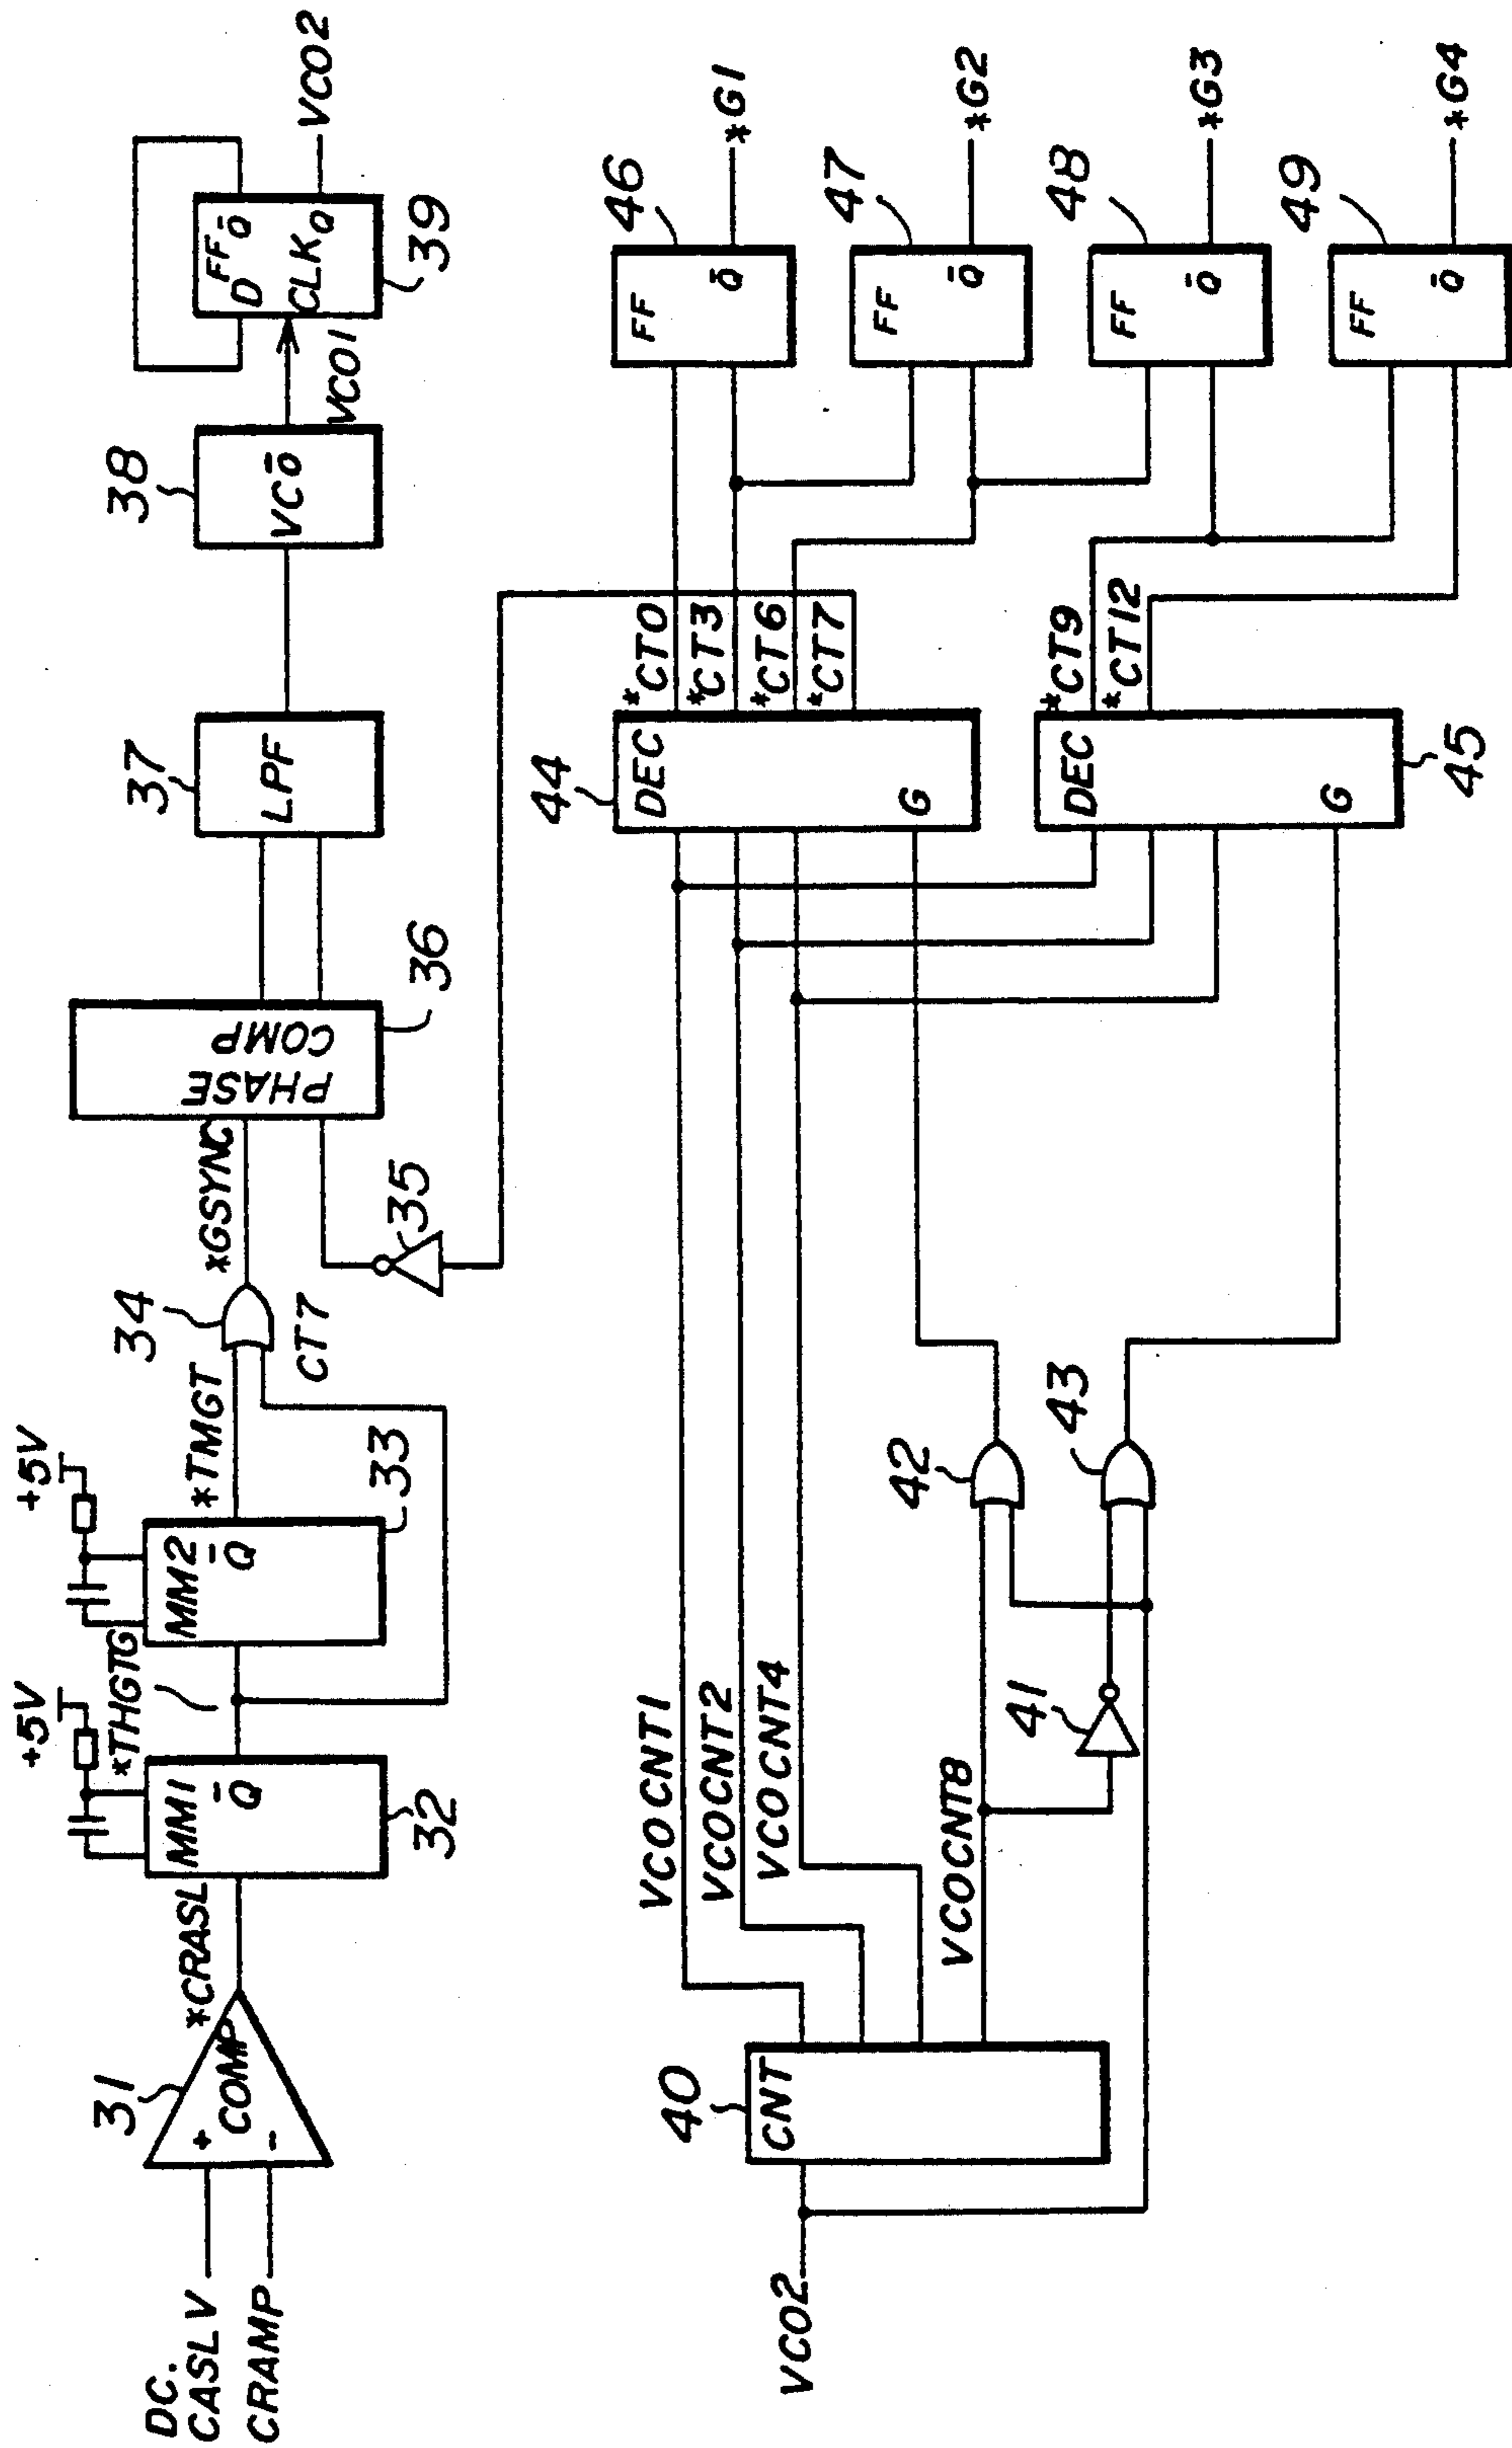 DC.
CASLV
CRAMP
31
+
COMP
-
*CRASL
+5V
MM1
Q̄
32
*THGTG
+5V
MM2
Q̄
33
*TMGT
34
CT7
*GSYNC
35
PHASE
COMP
36
37
LPF
38
VCŌ
VCO1
D
FF
Q̄
CLK
Q
39
VCO2
VCO2
40
CNT
VCOCNT1
VCOCNT2
VCOCNT4
VCOCNT8
41
42
43
44
DEC
G
*CT0
*CT3
*CT6
*CT7
DEC
G
45
*CT9
*CT12
FF
Q̄
46
*G1
FF
Q̄
47
*G2
FF
Q̄
48
*G3
FF
Q̄
49
*G4